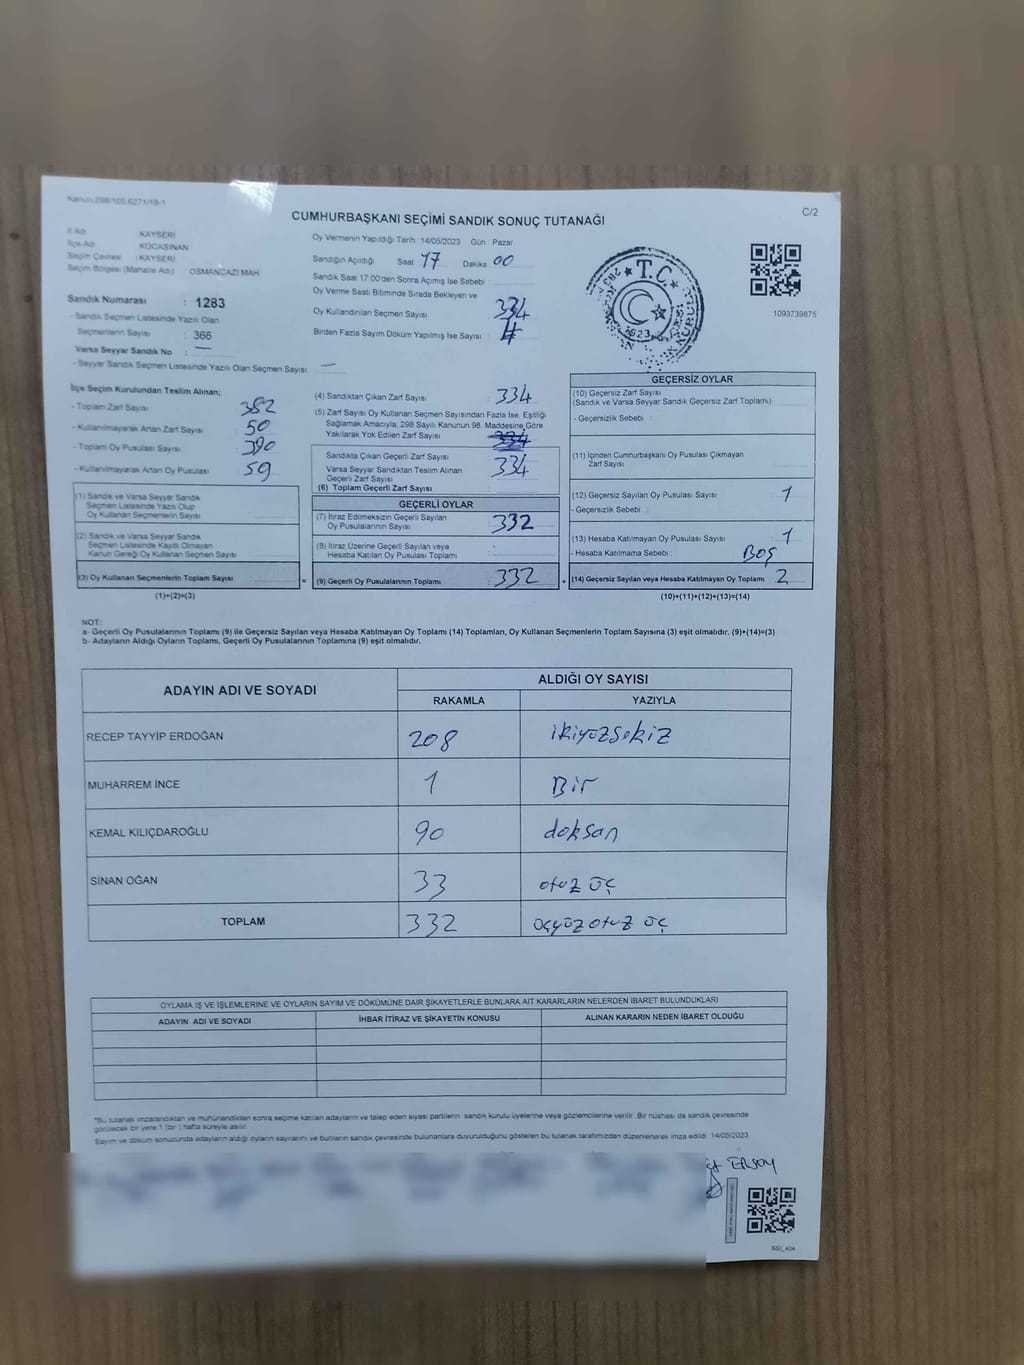 Kanun:298/105,6271/18-1
C/2
CUMHURBAŞKANI SEÇİMİ SANDIK SONUÇ TUTANAĞI
İl Adı : KAYSERİ
İlçe Adı : KOCASİNAN
Seçim Çevresi : KAYSERİ
Seçim Bölgesi (Mahalle Adı) : OSMANGAZİ MAH.
Sandık Numarası : 1283
- Sandık Seçmen Listesinde Yazılı Olan
Seçmenlerin Sayısı : 366
Varsa Seyyar Sandık No : —
- Seyyar Sandık Seçmen Listesinde Yazılı Olan Seçmen Sayısı: —
Oy Vermenin Yapıldığı Tarih: 14/05/2023 Gün : Pazar
Sandığın Açıldığı Saat : 17 Dakika : 00
Sandık Saat 17:00'den Sonra Açımış İse Sebebi :
Oy Verme Saati Bitiminde Sırada Bekleyen ve
Oy Kullandırılan Seçmen Sayısı : 334
Birden Fazla Sayım Döküm Yapılmış İse Sayısı :
T.C.
1093739875
İlçe Seçim Kurulundan Teslim Alınan;
- Toplam Zarf Sayısı : 382
- Kullanılmayarak Artan Zarf Sayısı : 50
- Toplam Oy Pusulası Sayısı : 390
- Kullanılmayarak Artan Oy Pusulası : 59
(1) Sandık ve Varsa Seyyar Sandık
Seçmen Listesinde Yazılı Olup
Oy Kullanan Seçmenlerin Sayısı :
(2) Sandık ve Varsa Seyyar Sandık
Seçmen Listesinde Kayıtlı Olmayan
Kanun Gereği Oy Kullanan Seçmen Sayısı :
(3) Oy Kullanan Seçmenlerin Toplam Sayısı : =
(1)+(2)=(3)
(4) Sandıktan Çıkan Zarf Sayısı : 334
(5) Zarf Sayısı Oy Kullanan Seçmen Sayısından Fazla İse, Eşitliği
Sağlamak Amacıyla, 298 Sayılı Kanunun 98. Maddesine Göre
Yakılarak Yok Edilen Zarf Sayısı : 334
Sandıkta Çıkan Geçerli Zarf Sayısı :
Varsa Seyyar Sandıktan Teslim Alınan 334
Geçerli Zarf Sayısı :
(6) Toplam Geçerli Zarf Sayısı :
GEÇERLİ OYLAR
(7) İtiraz Edilmeksizin Geçerli Sayılan
Oy Pusulalarının Sayısı : 332
(8) İtiraz Üzerine Geçerli Sayılan veya
Hesaba Katılan Oy Pusulası Toplamı :
(9) Geçerli Oy Pusulalarının Toplamı : 332 +
GEÇERSİZ OYLAR
(10) Geçersiz Zarf Sayısı
(Sandık ve Varsa Seyyar Sandık Geçersiz Zarf Toplamı) :
- Geçersizlik Sebebi :
(11) İçinden Cumhurbaşkanı Oy Pusulası Çıkmayan
Zarf Sayısı :
(12) Geçersiz Sayılan Oy Pusulası Sayısı : 1
- Geçersizlik Sebebi :
(13) Hesaba Katılmayan Oy Pusulası Sayısı : 1
- Hesaba Katılmama Sebebi : BOŞ
(14) Geçersiz Sayılan veya Hesaba Katılmayan Oy Toplamı : 2
(10)+(11)+(12)+(13)=(14)
NOT:
a- Geçerli Oy Pusulalarının Toplamı (9) ile Geçersiz Sayılan veya Hesaba Katılmayan Oy Toplamı (14) Toplamları, Oy Kullanan Seçmenlerin Toplam Sayısına (3) eşit olmalıdır. (9)+(14)=(3)
b- Adayların Aldığı Oyların Toplamı, Geçerli Oy Pusulalarının Toplamına (9) eşit olmalıdır.
ADAYIN ADI VE SOYADI
ALDIĞI OY SAYISI
RAKAMLA YAZIYLA
RECEP TAYYİP ERDOĞAN 208 ikiyüzsekiz
MUHARREM İNCE 1 Bir
KEMAL KILIÇDAROĞLU 90 doksan
SİNAN OĞAN 33 otuz üç
TOPLAM 332 üçyüz otuz üç
OYLAMA İŞ VE İŞLEMLERİNE VE OYLARIN SAYIM VE DÖKÜMÜNE DAİR ŞİKAYETLERLE BUNLARA AİT KARARLARIN NELERDEN İBARET BULUNDUKLARI
ADAYIN ADI VE SOYADI İHBAR İTİRAZ VE ŞİKAYETİN KONUSU ALINAN KARARIN NEDEN İBARET OLDUĞU
*Bu tutanak imzalandıktan ve mühürlendikten sonra seçime katılan adayların ve talep eden siyasi partilerin sandık kurulu üyelerine veya gözlemcilerine verilir. Bir nüshası da sandık çevresinde
görülecek bir yere 1 (bir) hafta süreyle asılır.
Sayım ve döküm sonucunda adayların aldığı oyların sayılarını ve bunların sandık çevresinde bulunanlara duyurulduğunu gösteren bu tutanak tarafımızdan düzenlenerek imza edildi. 14/05/2023
ERSOY
SSI_424